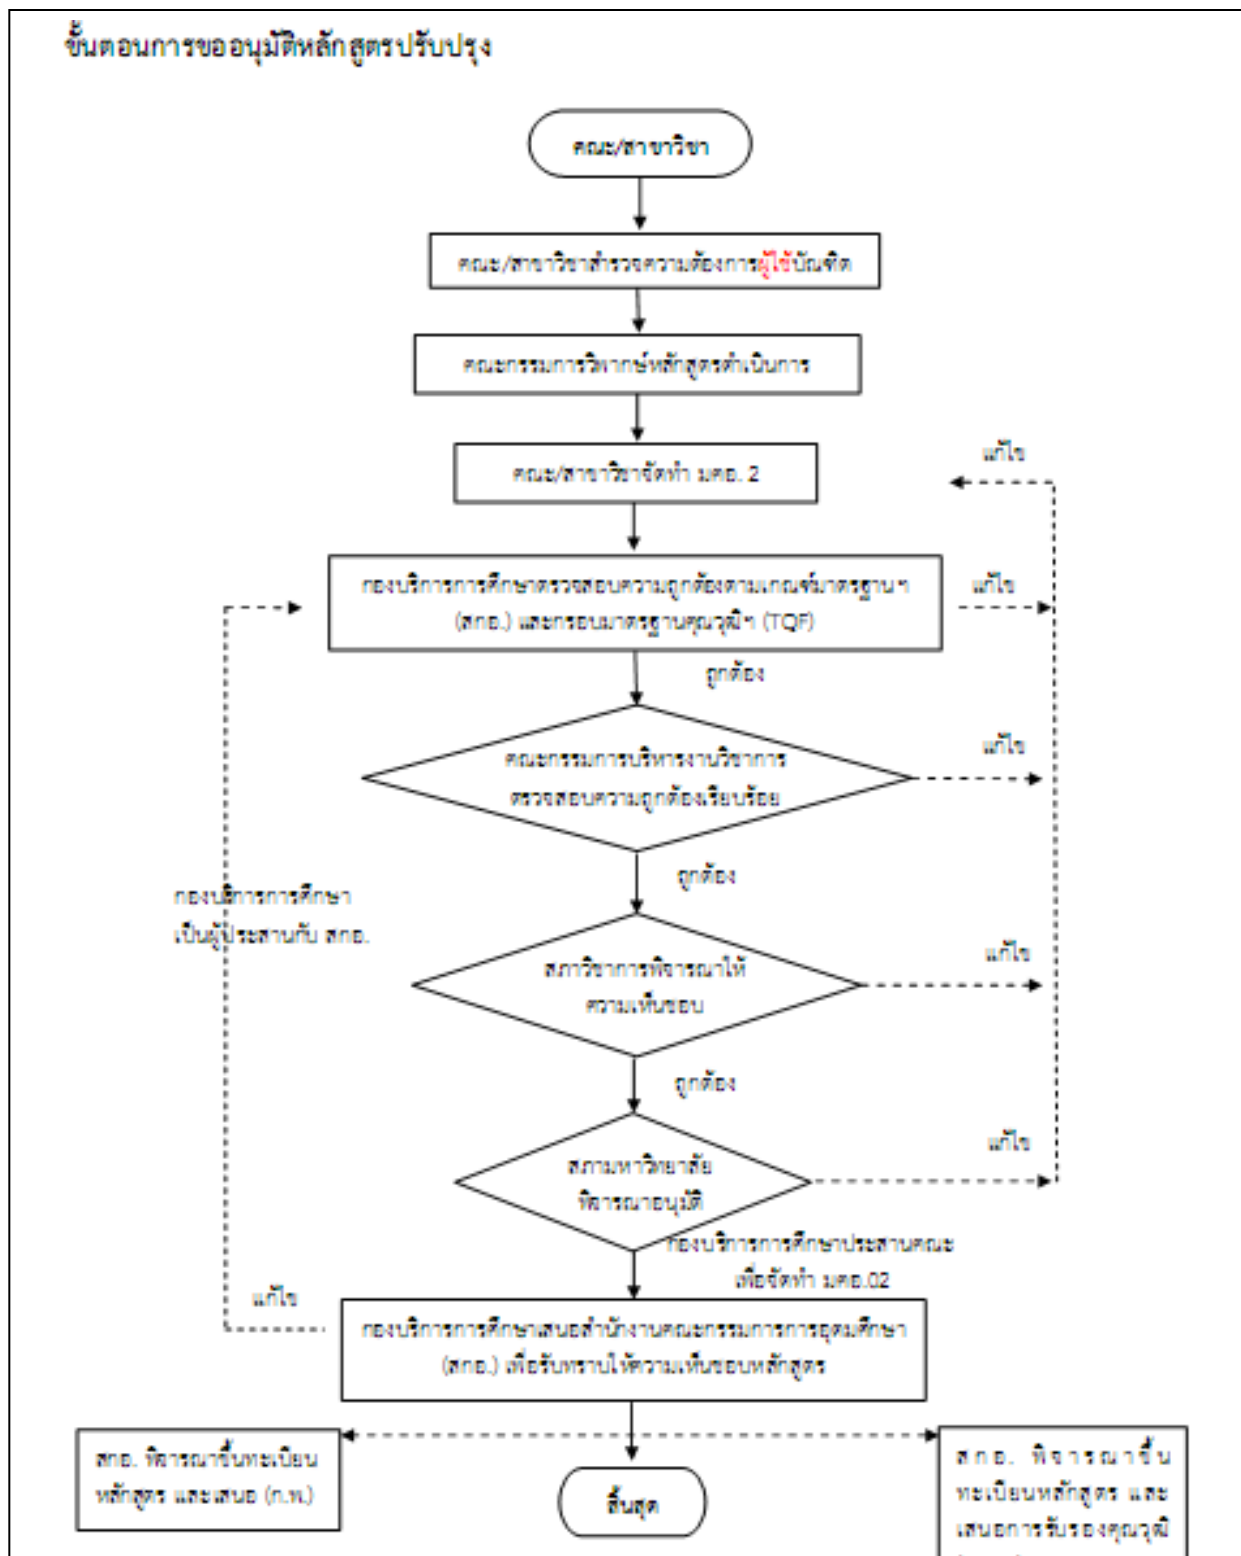 ขั้นตอนการขออนุมัติหลักสูตรปรับปรุง
คณะ/สาขาวิชา
คณะ/สาขาวิชาสำรวจความต้องการผู้ใช้บัณฑิต
คณะกรรมการวิพากษ์หลักสูตรดำเนินการ
คณะ/สาขาวิชาจัดทำ มคอ. 2
แก้ไข
กองบริการการศึกษาตรวจสอบความถูกต้องตามเกณฑ์มาตรฐานฯ
(สกอ.) และกรอบมาตรฐานคุณวุฒิฯ (TQF)
แก้ไข
ถูกต้อง
คณะกรรมการบริหารงานวิชาการ
ตรวจสอบความถูกต้องเรียบร้อย
แก้ไข
ถูกต้อง
กองบริการการศึกษา
เป็นผู้ประสานกับ สกอ.
สภาวิชาการพิจารณาให้
ความเห็นชอบ
แก้ไข
ถูกต้อง
สภามหาวิทยาลัย
พิจารณาอนุมัติ
แก้ไข
กองบริการการศึกษาประสานคณะ
เพื่อจัดทำ มคอ.02
แก้ไข
กองบริการการศึกษาเสนอสำนักงานคณะกรรมการการอุดมศึกษา
(สกอ.) เพื่อรับทราบให้ความเห็นชอบหลักสูตร
สกอ. พิจารณาขึ้นทะเบียน
หลักสูตร และเสนอ (ก.พ.)
สิ้นสุด
สกอ. พิจารณาขึ้น
ทะเบียนหลักสูตร และ
เสนอการรับรองคุณวุฒิ